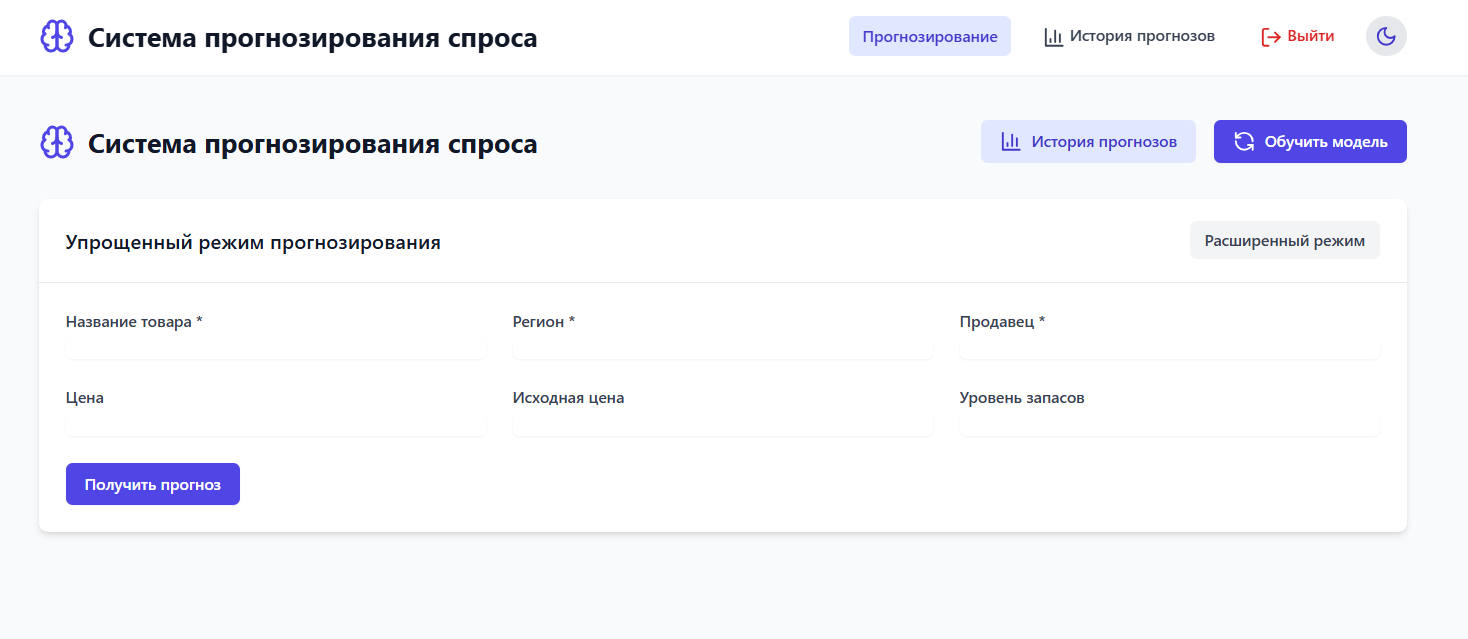 Система прогнозирования спроса
Прогнозирование
История прогнозов
Выйти
Система прогнозирования спроса
История прогнозов
Обучить модель
Упрощенный режим прогнозирования
Расширенный режим
Название товара *
Регион *
Продавец *
Цена
Исходная цена
Уровень запасов
Получить прогноз